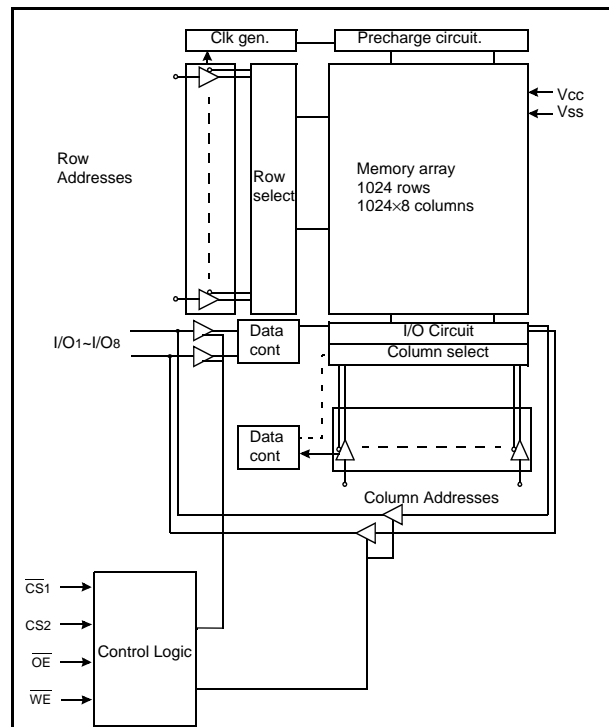 Clk gen.
Precharge circuit.
Vcc
Vss
Row
Addresses
Row
select
Memory array
1024 rows
1024×8 columns
I/O1~I/O8
Data
cont
I/O Circuit
Column select
Data
cont
Column Addresses
CS1
CS2
OE
WE
Control Logic